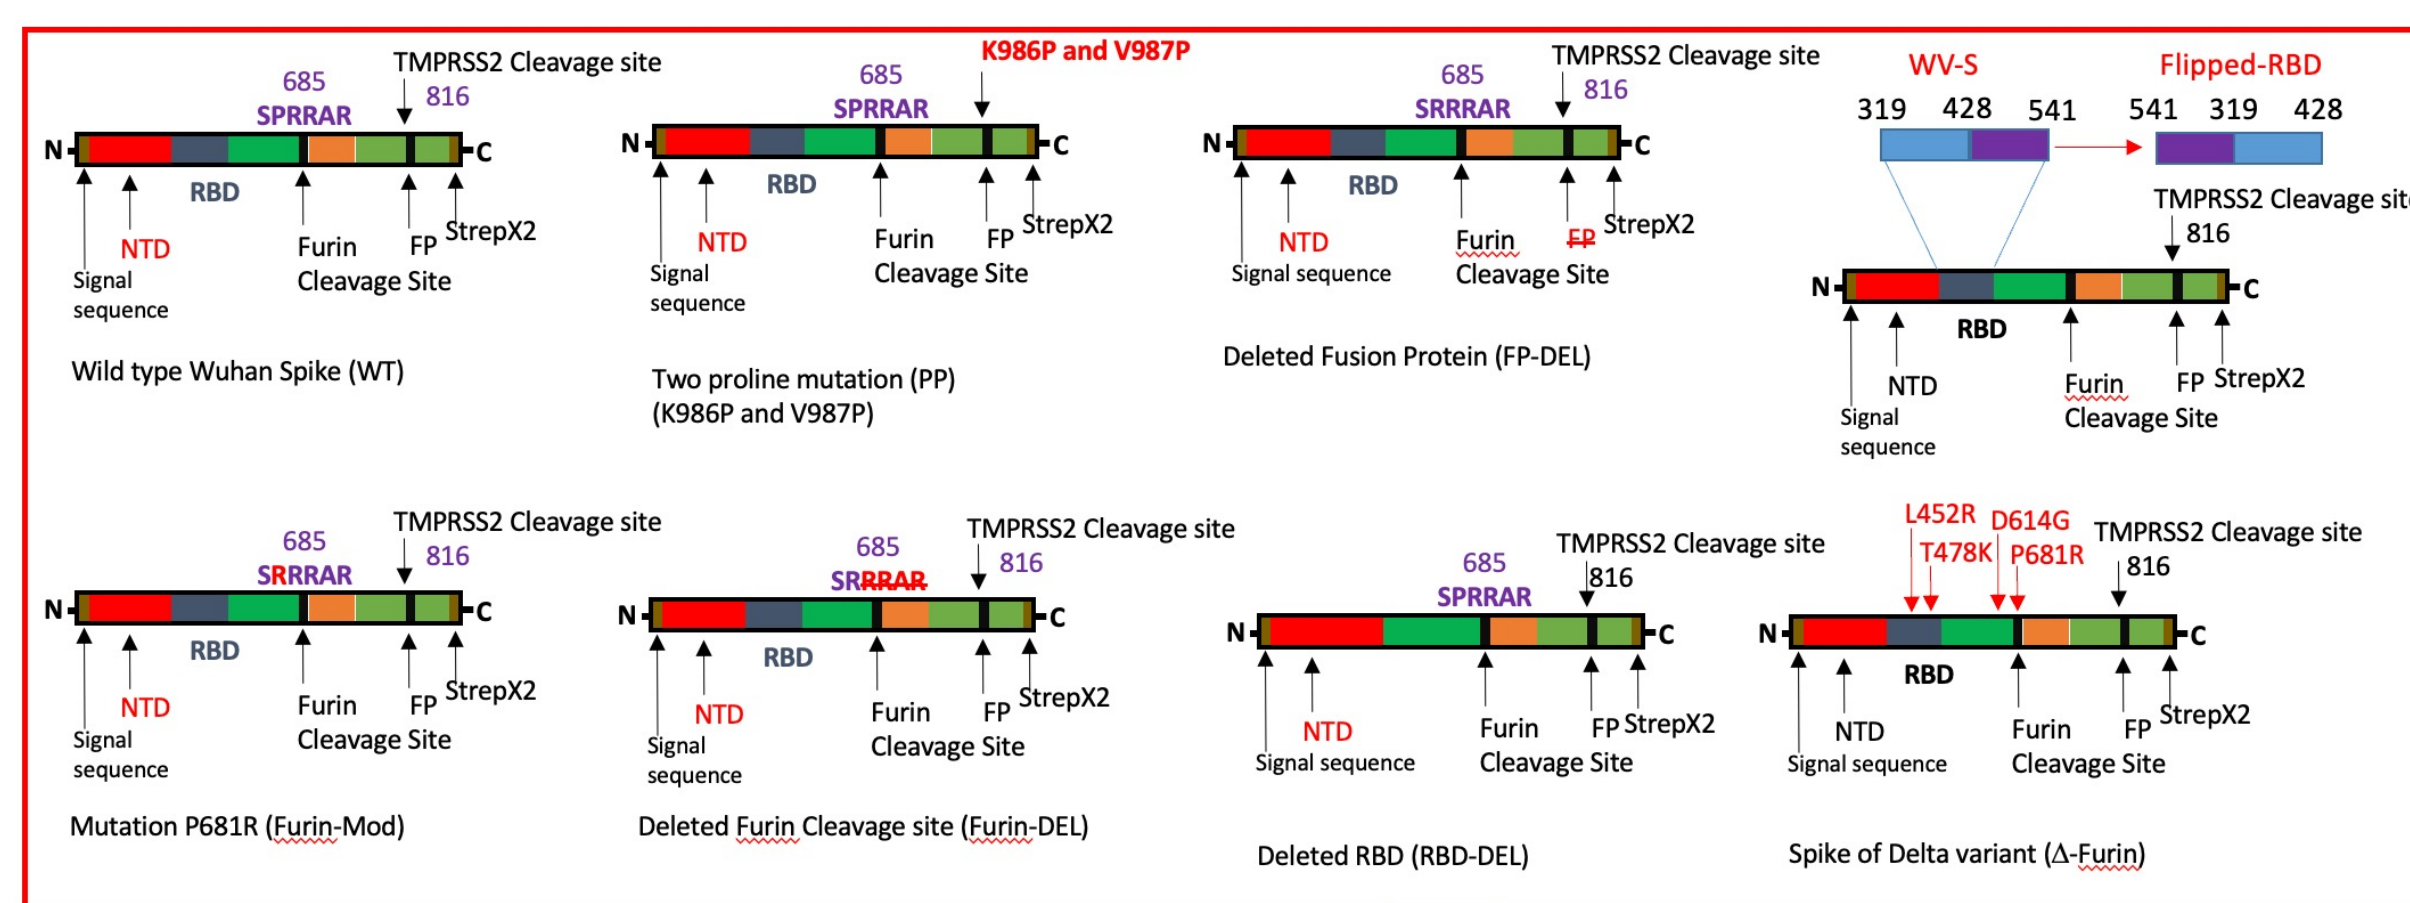 TMPRSS2 Cleavage site
685
816
SPRRAR
N
C
RBD
NTD
Furin
Cleavage Site
FP
StrepX2
Signal
sequence
Wild type Wuhan Spike (WT)
K986P and V987P
685
SPRRAR
N
C
RBD
NTD
Furin
Cleavage Site
FP
StrepX2
Signal
sequence
Two proline mutation (PP)
(K986P and V987P)
TMPRSS2 Cleavage site
685
816
SRRRAR
N
C
RBD
NTD
Furin
Cleavage Site
FP
StrepX2
Signal sequence
Deleted Fusion Protein (FP-DEL)
WV-S
Flipped-RBD
319 428 541
541 319 428
TMPRSS2 Cleavage site
816
N
C
RBD
NTD
Furin
Cleavage Site
FP
StrepX2
Signal
sequence
TMPRSS2 Cleavage site
685
816
SRRRAR
N
C
RBD
NTD
Furin
Cleavage Site
FP
StrepX2
Signal
sequence
Mutation P681R (Furin-Mod)
TMPRSS2 Cleavage site
685
816
SRRRAR
N
C
RBD
NTD
Furin
Cleavage Site
FP
StrepX2
Signal
sequence
Deleted Furin Cleavage site (Furin-DEL)
TMPRSS2 Cleavage site
685
816
SPRRAR
N
C
NTD
Furin
Cleavage Site
FP
StrepX2
Signal sequence
Deleted RBD (RBD-DEL)
L452R
D614G
TMPRSS2 Cleavage site
T478K
P681R
816
N
C
RBD
NTD
Furin
Cleavage Site
FP
StrepX2
Signal sequence
Spike of Delta variant (Δ-Furin)